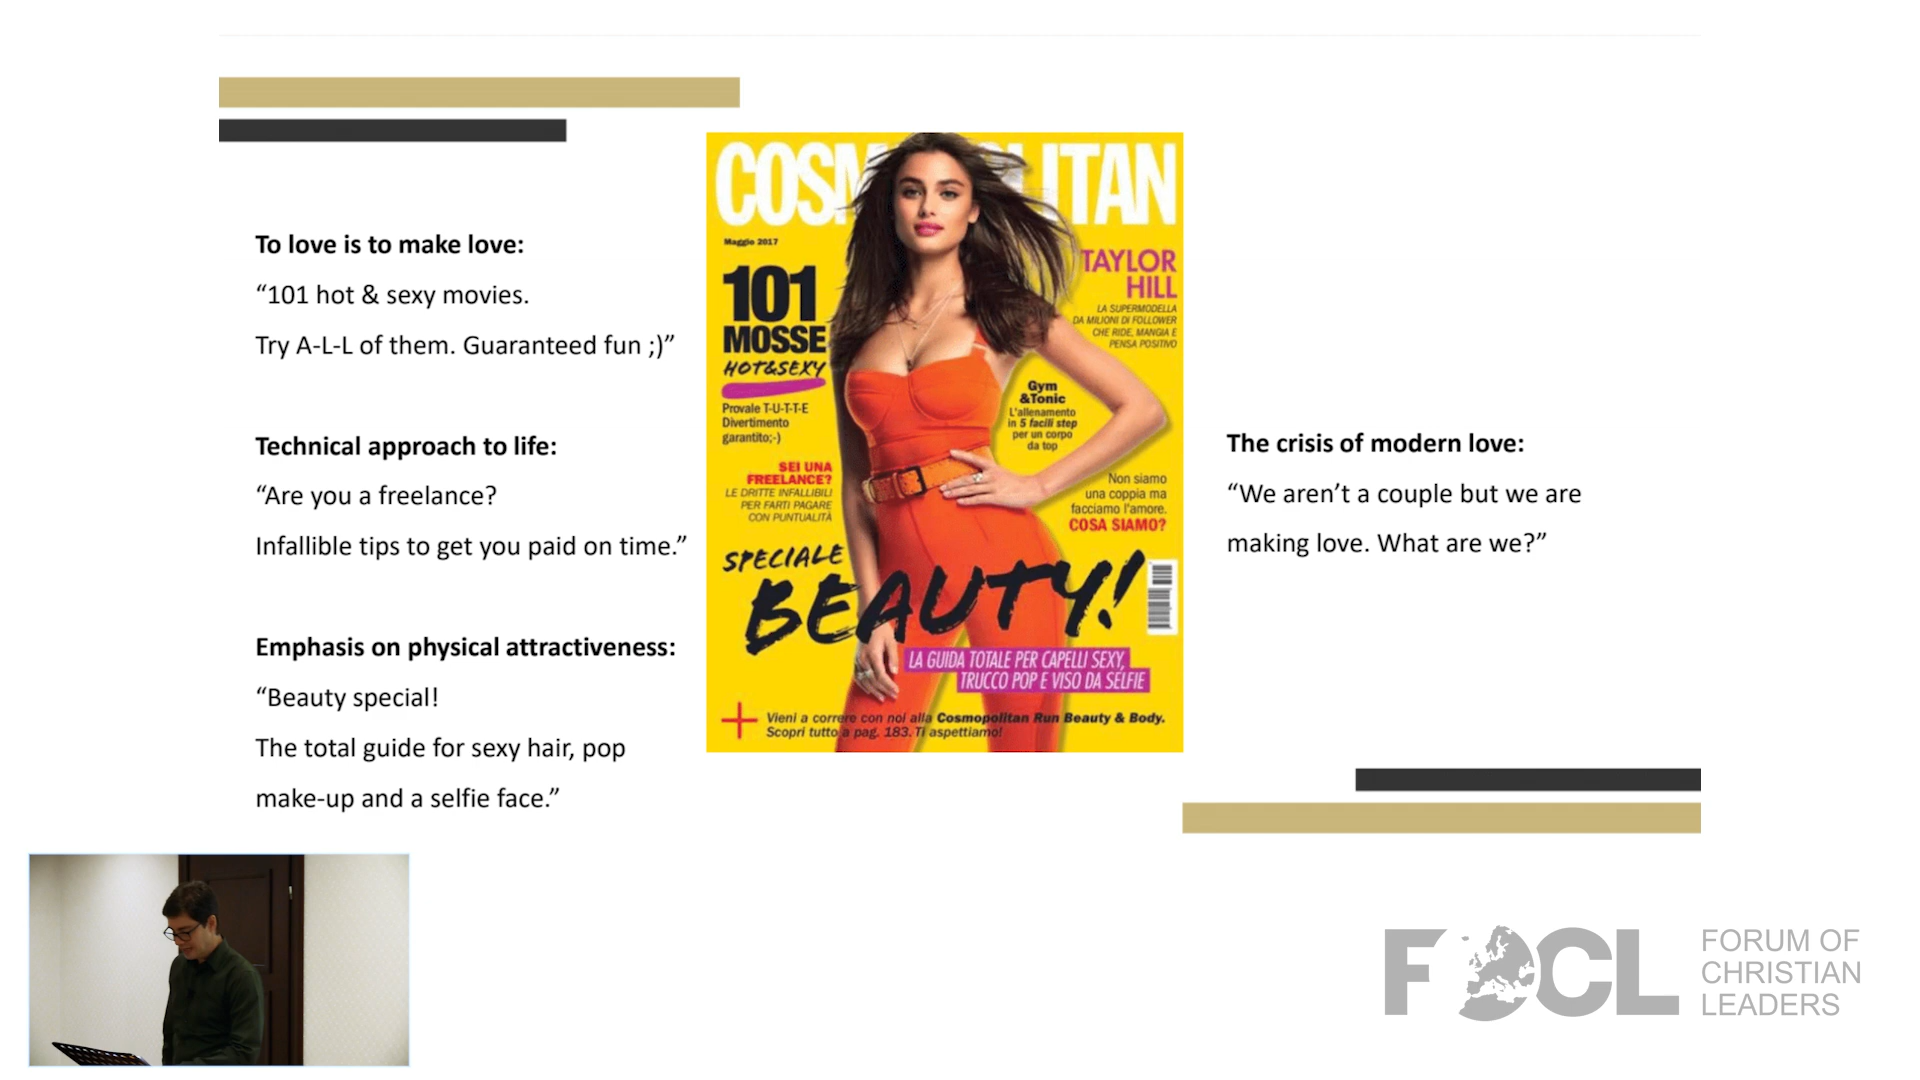 To love is to make love:
“101 hot & sexy movies.
Try A-L-L of them. Guaranteed fun ;)”
Technical approach to life:
“Are you a freelance?
Infallible tips to get you paid on time.”
Emphasis on physical attractiveness:
“Beauty special!
The total guide for sexy hair, pop
make-up and a selfie face.”
COSM POLITAN
Maggio 2017
101
MOSSE
HOT&SEXY
Provale T-U-T-T-E
Divertimento
garantito;-)
SEI UNA
FREELANCE?
LE DRITTE INFALLIBILI
PER FARTI PAGARE
CON PUNTUALITÀ
TAYLOR
HILL
LA SUPERMODELLA
DA MILIONI DI FOLLOWER
CHE RIDE, MANGIA E
PENSA POSITIVO
Gym
&Tonic
L'allenamento
in 5 facili step
per un corpo
da top
Non siamo
una coppia ma
facciamo l'amore.
COSA SIAMO?
SPECIALE
BEAUTY!
LA GUIDA TOTALE PER CAPELLI SEXY,
TRUCCO POP E VISO DA SELFIE
+ Vieni a correre con noi alla Cosmopolitan Run Beauty & Body.
Scopri tutto a pag. 183. Ti aspettiamo!
The crisis of modern love:
“We aren’t a couple but we are
making love. What are we?”
FOCL
FORUM OF
CHRISTIAN
LEADERS